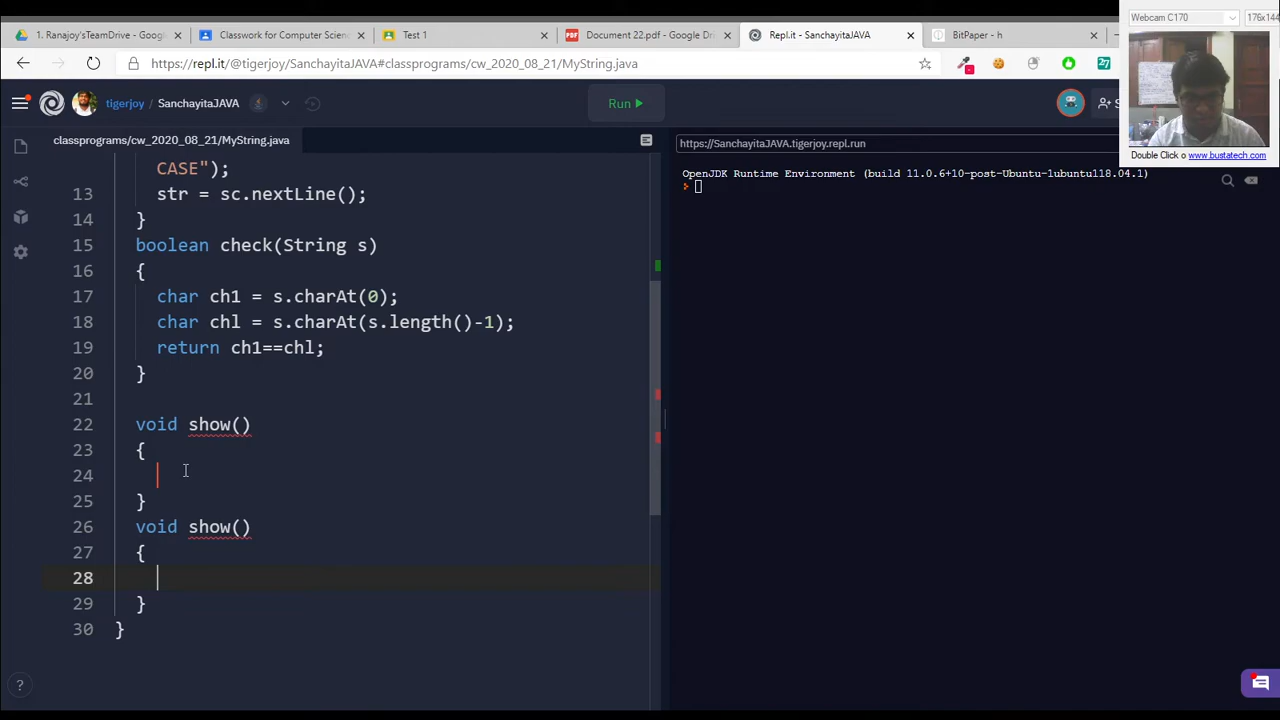 Webcam C170
176x144
1. Ranajoy'sTeamDrive - Google
Classwork for Computer Scienc
Test 1
Document 22.pdf - Google Dri
Repl.it - SanchayitaJAVA
BitPaper - h
https://repl.it/@tigerjoy/SanchayitaJAVA#classprograms/cw_2020_08_21/MyString.java
27
tigerjoy / SanchayitaJAVA
Run
S
Double Click o www.bustatech.com
classprograms/cw_2020_08_21/MyString.java
https://SanchayitaJAVA.tigerjoy.repl.run
OpenJDK Runtime Environment (build 11.0.6+10-post-Ubuntu-1ubuntu118.04.1)
CASE");
13 str = sc.nextLine();
14 }
15 boolean check(String s)
16 {
17 char ch1 = s.charAt(0);
18 char chl = s.charAt(s.length()-1);
19 return ch1==chl;
20 }
21
22 void show()
23 {
24
25 }
26 void show()
27 {
28
29 }
30 }
?